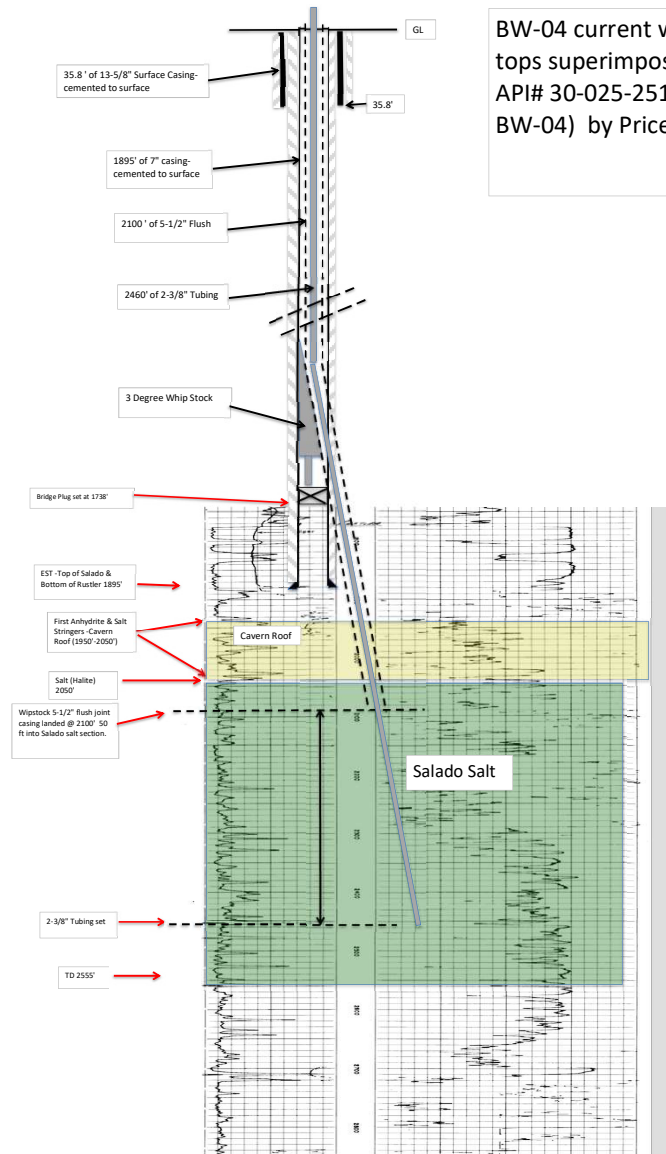 GL
BW-04 current w
tops superimpos
API# 30-025-251
BW-04) by Price
35.8 ' of 13-5/8" Surface Casing-
cemented to surface
35.8'
1895' of 7" casing-
cemented to surface
2100 ' of 5-1/2" Flush
2460' of 2-3/8" Tubing
3 Degree Whip Stock
Bridge Plug set at 1738'
EST -Top of Salado &
Bottom of Rustler 1895'
First Anhydrite & Salt
Stringers -Cavern
Roof (1950'-2050')
Cavern Roof
Salt (Halite)
2050'
Wipstock 5-1/2" flush joint
casing landed @ 2100' 50
ft into Salado salt section.
Salado Salt
2-3/8" Tubing set
TD 2555'